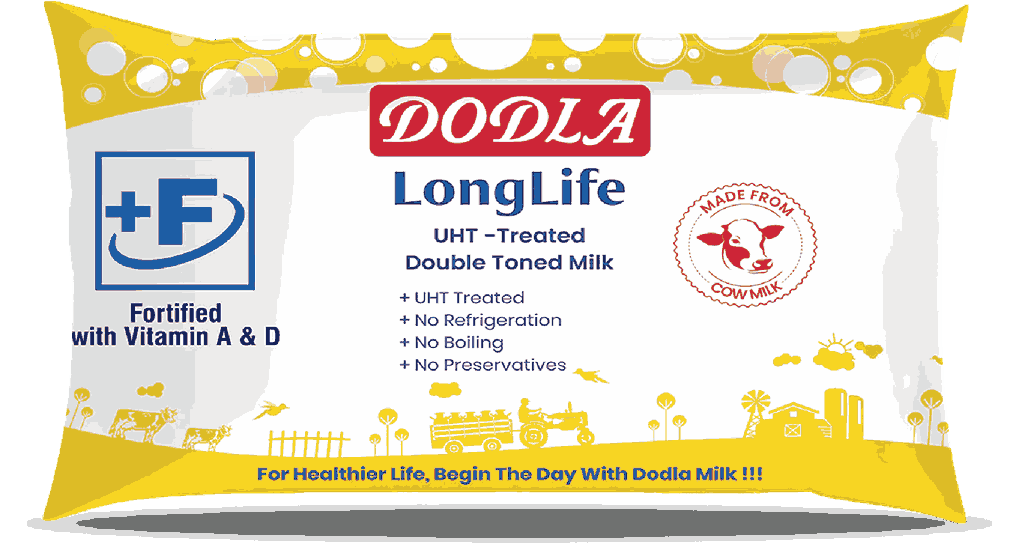 DODLA
LongLife
UHT -Treated
Double Toned Milk
+ UHT Treated
+ No Refrigeration
+ No Boiling
+ No Preservatives
+F
Fortified
with Vitamin A & D
MADE FROM
COW MILK
For Healthier Life, Begin The Day With Dodla Milk !!!